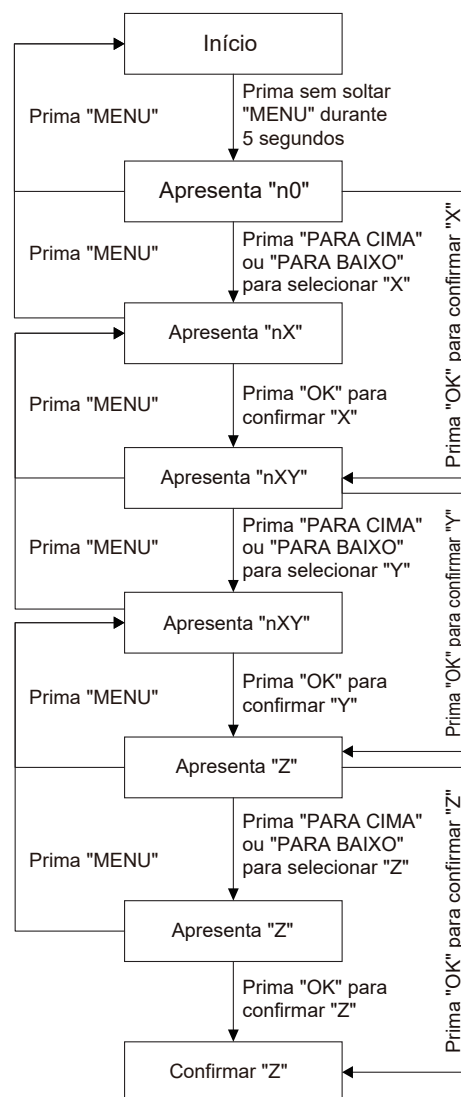 Início
Prima "MENU"
Prima sem soltar
"MENU" durante
5 segundos
Apresenta "n0"
Prima "MENU"
Prima "PARA CIMA"
ou "PARA BAIXO"
para selecionar "X"
Prima "OK" para confirmar "X"
Apresenta "nX"
Prima "MENU"
Prima "OK" para
confirmar "X"
Apresenta "nXY"
Prima "MENU"
Prima "PARA CIMA"
ou "PARA BAIXO"
para selecionar "Y"
Prima "OK" para confirmar "Y"
Apresenta "nXY"
Prima "MENU"
Prima "OK" para
confirmar "Y"
Apresenta "Z"
Prima "MENU"
Prima "PARA CIMA"
ou "PARA BAIXO"
para selecionar "Z"
Prima "OK" para confirmar "Z"
Apresenta "Z"
Prima "OK" para
confirmar "Z"
Confirmar "Z"